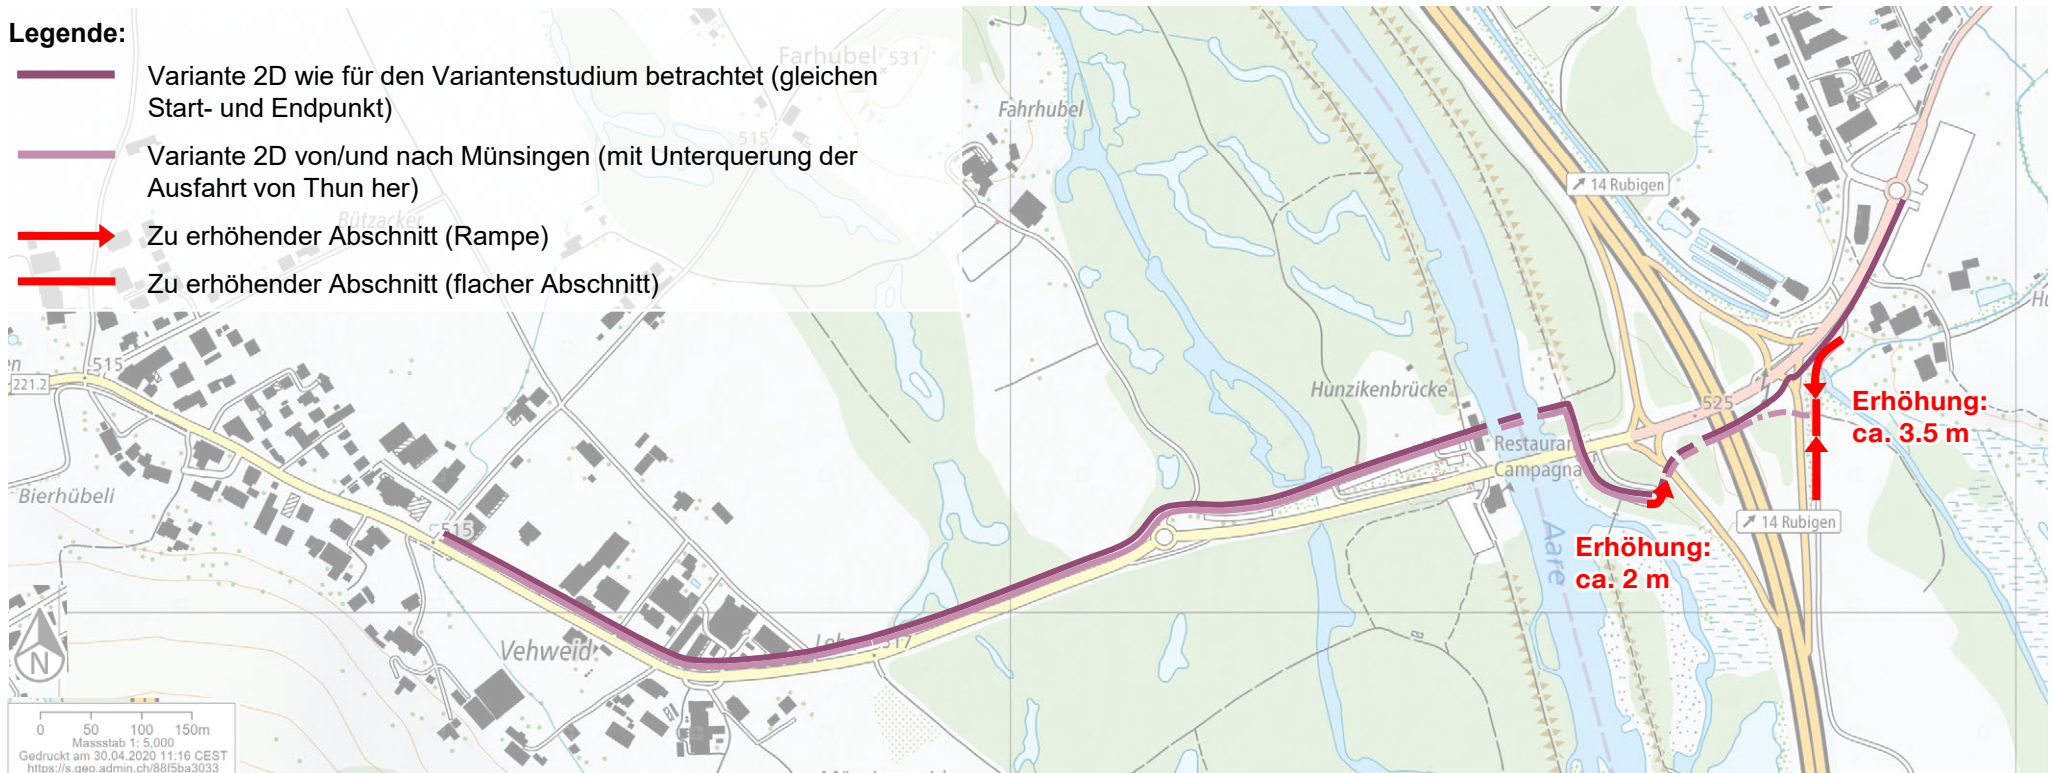 Legende:
Variante 2D wie für den Variantenstudium betrachtet (gleichen
Start- und Endpunkt)
Variante 2D von/und nach Münsingen (mit Unterquerung der
Ausfahrt von Thun her)
Zu erhöhender Abschnitt (Rampe)
Zu erhöhender Abschnitt (flacher Abschnitt)
Farhubel 531
515
Bützacker
Fahrhubel
14 Rubigen
515
221.2
Bierhübeli
515
Vehweid
517
Hunzikenbrücke
Restauran
Campagna
Aare
525
14 Rubigen
Erhöhung:
ca. 3.5 m
Erhöhung:
ca. 2 m
N
0 50 100 150m
Massstab 1: 5,000
Gedruckt am 30.04.2020 11:16 CEST
https://s.geo.admin.ch/88f5ba3033